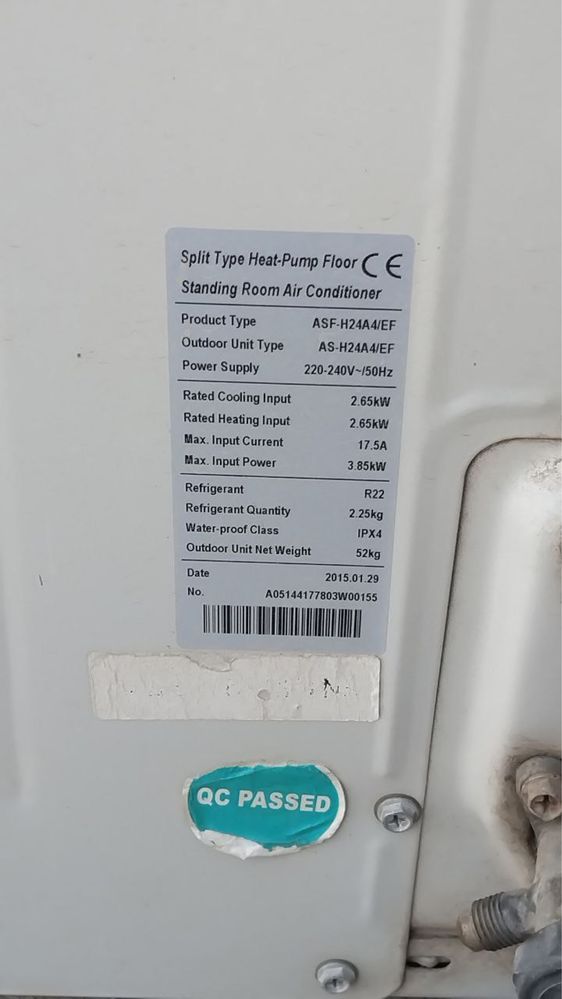 Split Type Heat-Pump Floor CE
Standing Room Air Conditioner
Product Type ASF-H24A4/EF
Outdoor Unit Type AS-H24A4/EF
Power Supply 220-240V~/50Hz
Rated Cooling Input 2.65kW
Rated Heating Input 2.65kW
Max. Input Current 17.5A
Max. Input Power 3.85kW
Refrigerant R22
Refrigerant Quantity 2.25kg
Water-proof Class IPX4
Outdoor Unit Net Weight 52kg
Date 2015.01.29
No. A05144177803W00155
QC PASSED